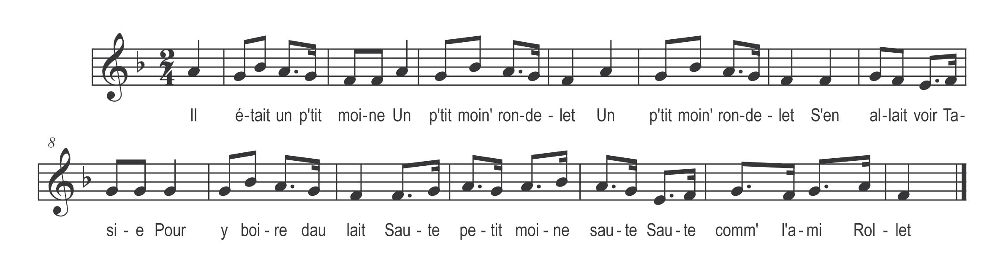 Il é-tait un p'tit moi-ne Un p'tit moin' ron-de - let Un p'tit moin' ron-de - let S'en al-lait voir Ta-
8
si - e Pour y boi - re dau lait Sau - te pe - tit moi - ne sau - te Sau - te comm' l'a - mi Rol - let